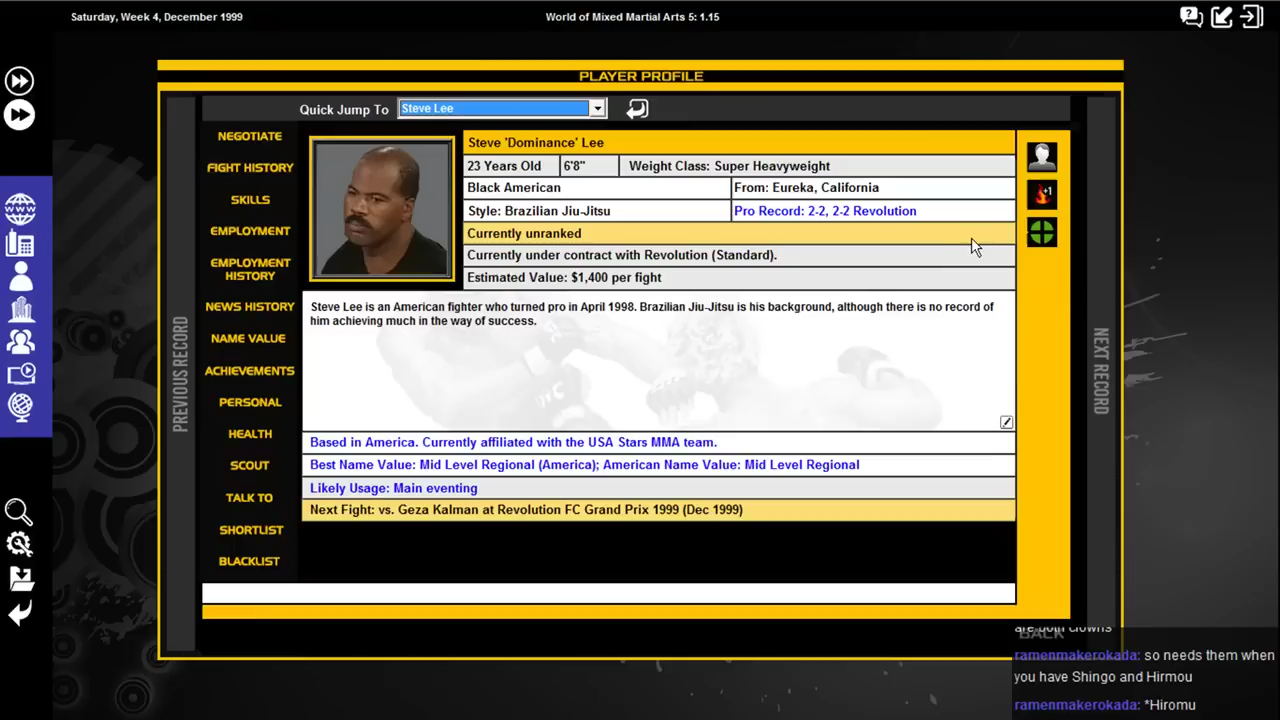 Saturday, Week 4, December 1999
World of Mixed Martial Arts 5: 1.15
PLAYER PROFILE
Quick Jump To
Steve Lee
NEGOTIATE
FIGHT HISTORY
SKILLS
EMPLOYMENT
EMPLOYMENT
HISTORY
NEWS HISTORY
NAME VALUE
ACHIEVEMENTS
PERSONAL
HEALTH
SCOUT
TALK TO
SHORTLIST
BLACKLIST
PREVIOUS RECORD
Steve 'Dominance' Lee
23 Years Old
6'8"
Weight Class: Super Heavyweight
Black American
From: Eureka, California
Style: Brazilian Jiu-Jitsu
Pro Record: 2-2, 2-2 Revolution
Currently unranked
Currently under contract with Revolution (Standard).
Estimated Value: $1,400 per fight
+1
Steve Lee is an American fighter who turned pro in April 1998. Brazilian Jiu-Jitsu is his background, although there is no record of
him achieving much in the way of success.
Based in America. Currently affiliated with the USA Stars MMA team.
Best Name Value: Mid Level Regional (America); American Name Value: Mid Level Regional
Likely Usage: Main eventing
Next Fight: vs. Geza Kalman at Revolution FC Grand Prix 1999 (Dec 1999)
NEXT RECORD
are both clowns
BACK
ramenmakerokada: so needs them when
you have Shingo and Hirmou
ramenmakerokada: *Hiromu